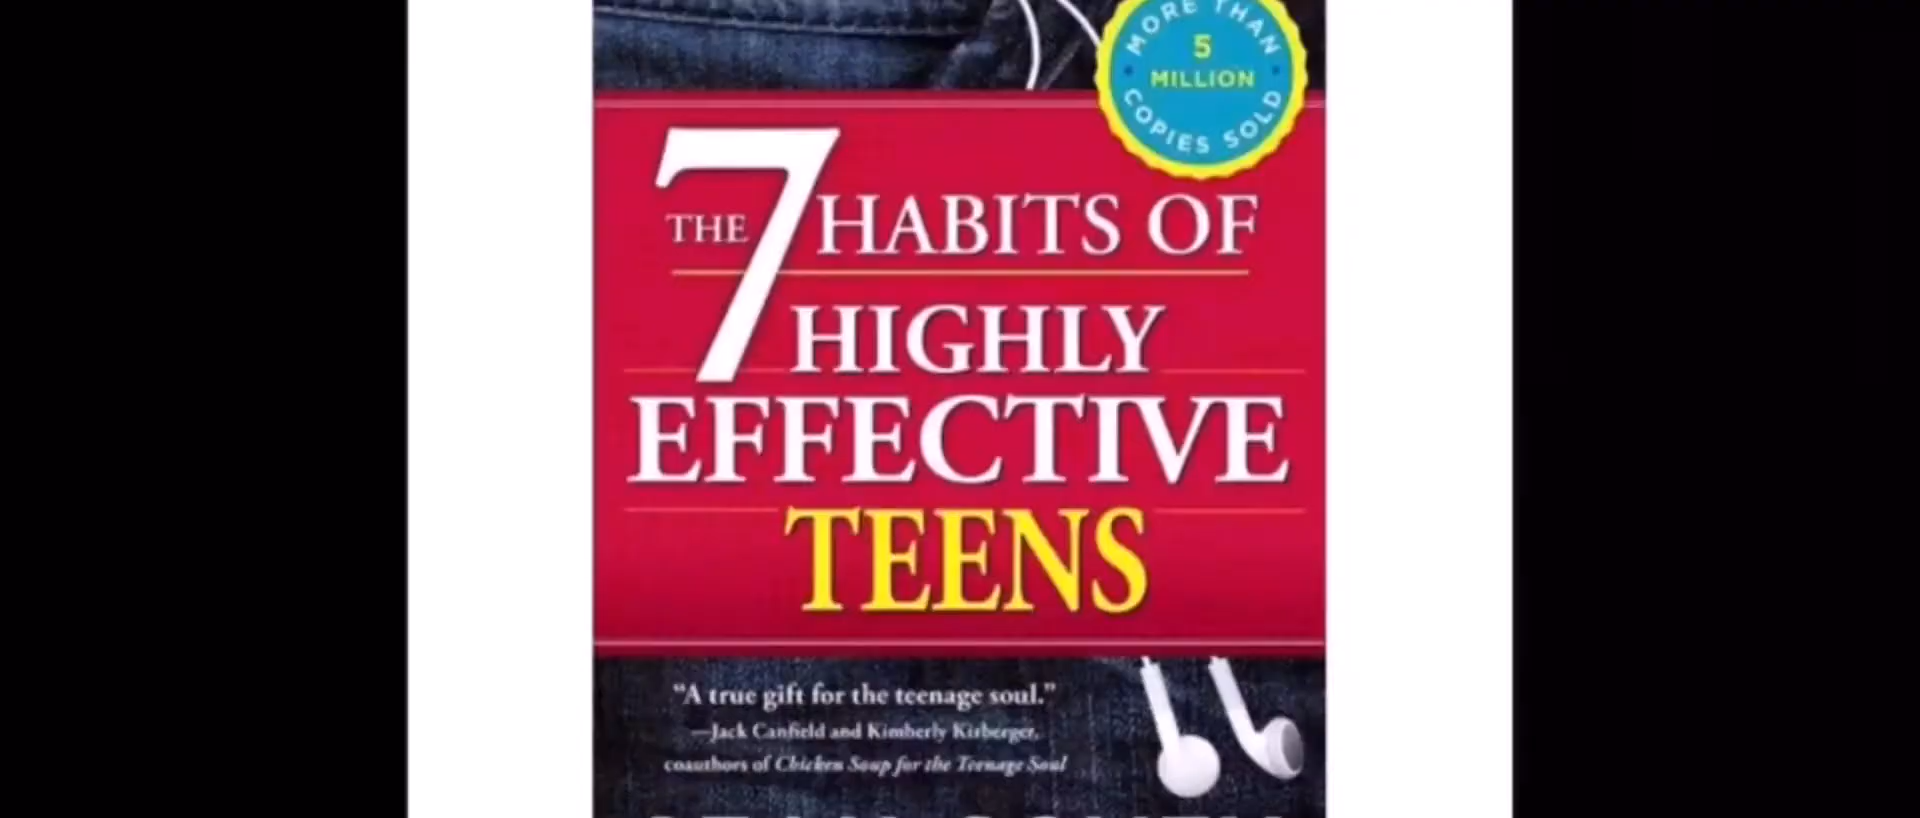 MORE THAN
5
MILLION
COPIES SOLD
THE 7 HABITS OF
HIGHLY
EFFECTIVE
TEENS
“A true gift for the teenage soul.”
—Jack Canfield and Kimberly Kirberger,
coauthors of Chicken Soup for the Teenage Soul